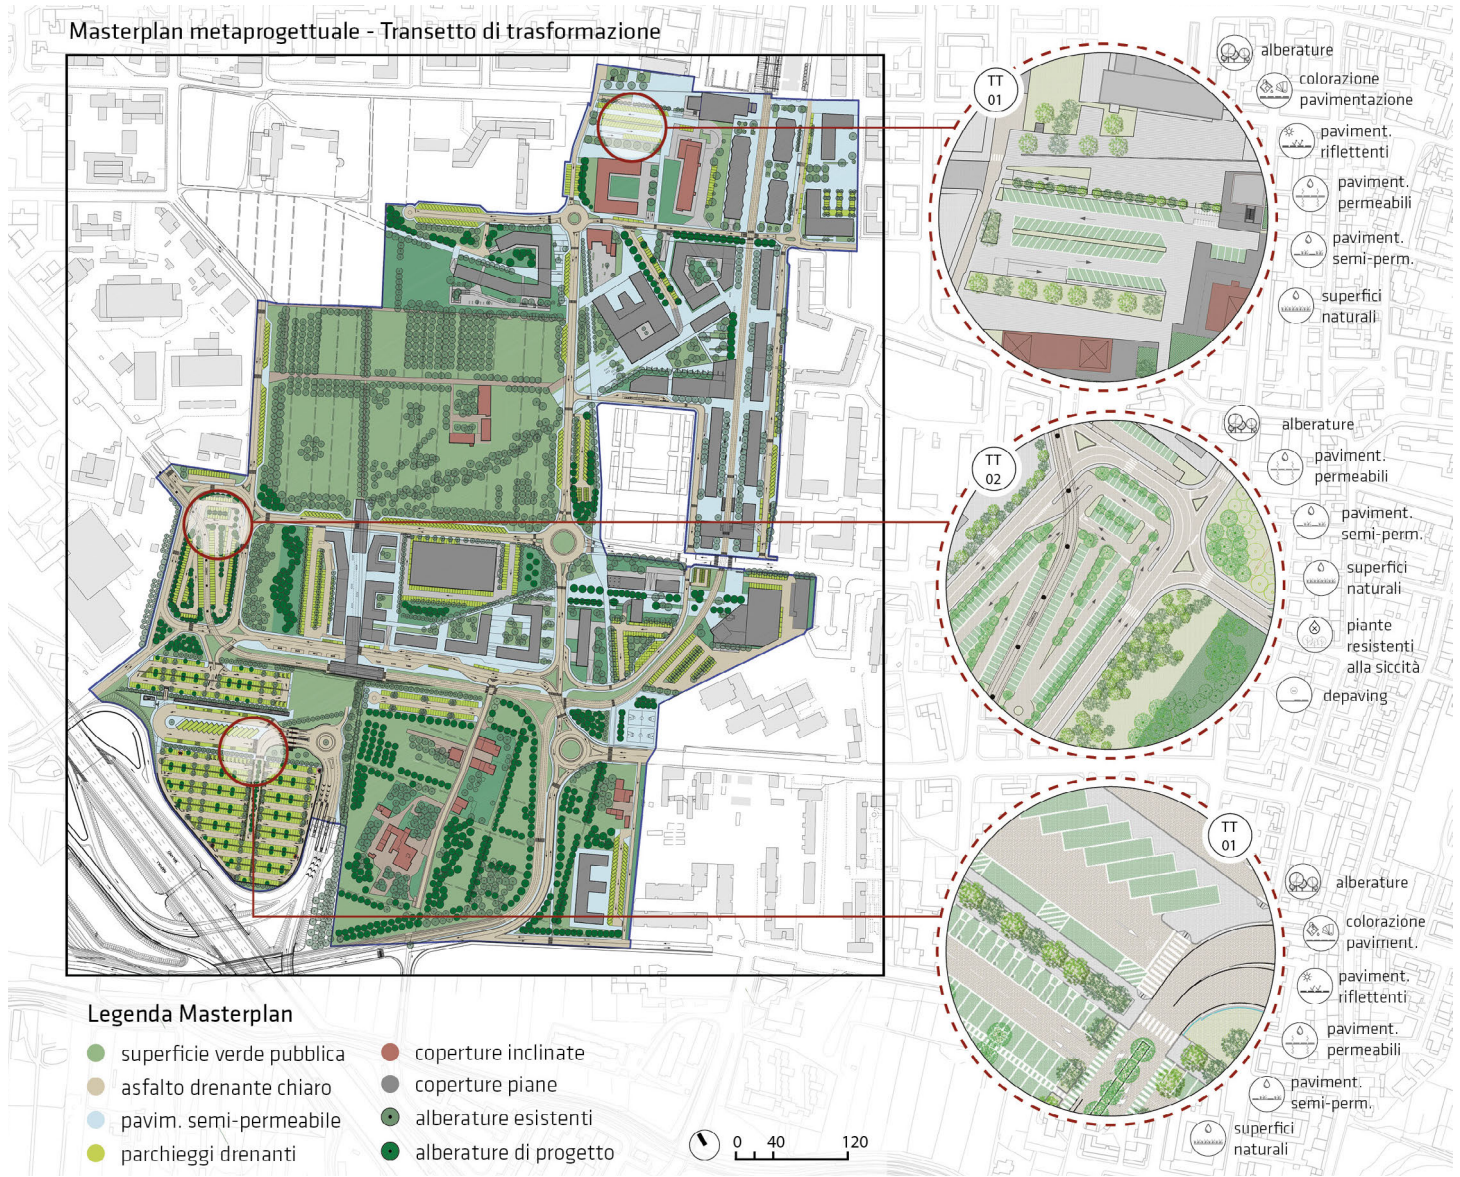 Masterplan metaprogettuale - Transetto di trasformazione
TT
01
alberature
colorazione
pavimentazione
paviment.
riflettenti
paviment.
permeabili
paviment.
semi-perm.
superfici
naturali
TT
02
alberature
paviment.
permeabili
paviment.
semi-perm.
superfici
naturali
piante
resistenti
alla siccità
depaving
TT
01
alberature
colorazione
paviment.
paviment.
riflettenti
paviment.
permeabili
paviment.
semi-perm.
superfici
naturali
Legenda Masterplan
superficie verde pubblica
asfalto drenante chiaro
pavim. semi-permeabile
parchieggi drenanti
coperture inclinate
coperture piane
alberature esistenti
alberature di progetto
0 40 120